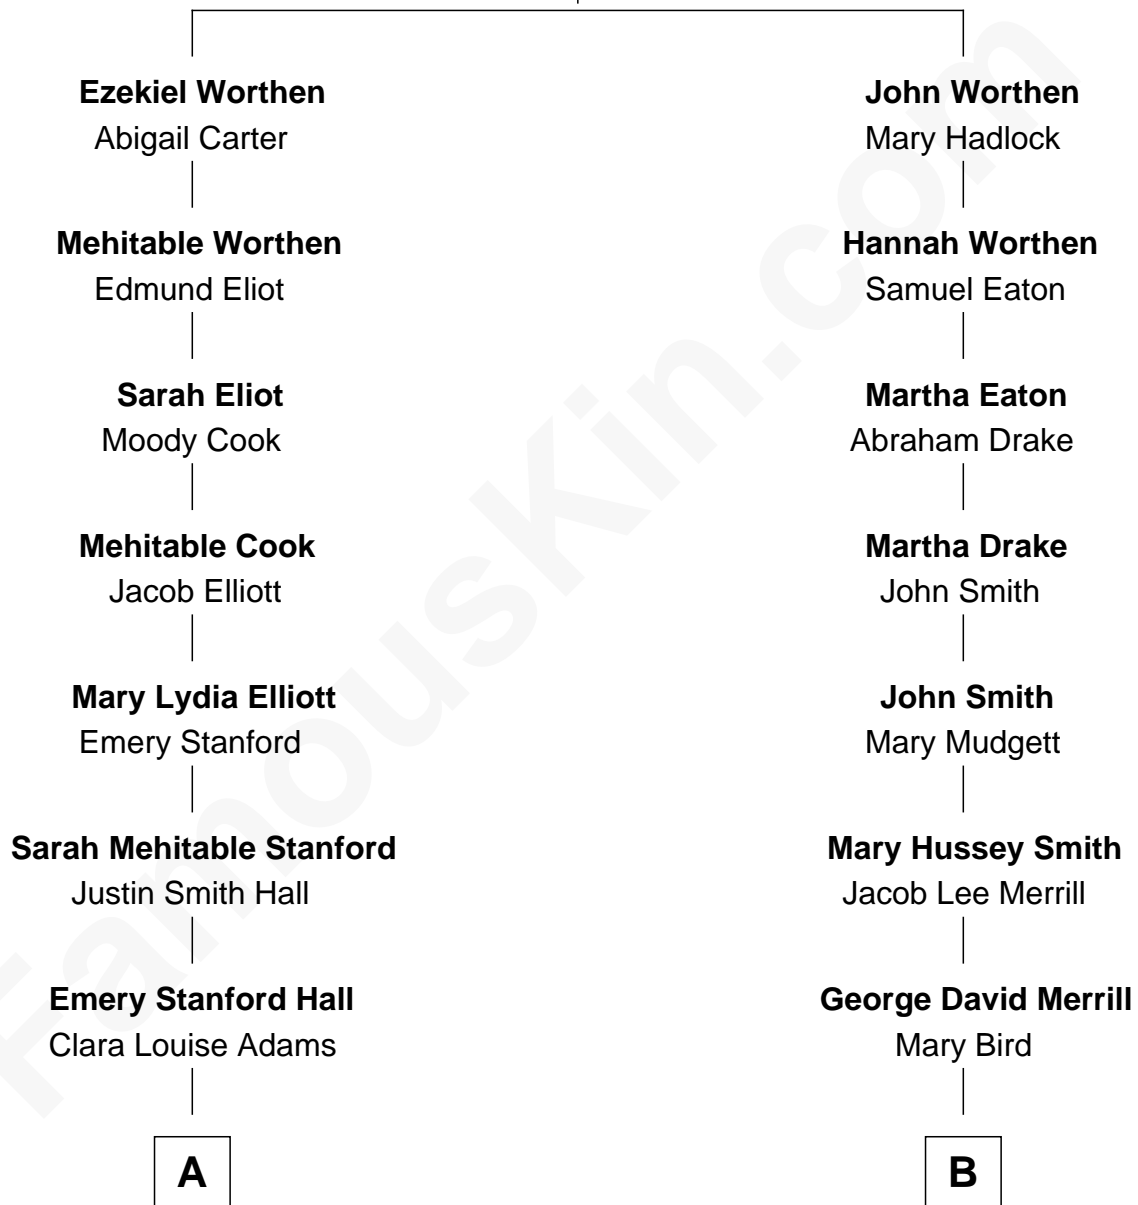 Ezekiel Worthen
Abigail Carter
Mehitable Worthen
Edmund Eliot
Sarah Eliot
Moody Cook
Mehitable Cook
Jacob Elliott
Mary Lydia Elliott
Emery Stanford
Sarah Mehitable Stanford
Justin Smith Hall
Emery Stanford Hall
Clara Louise Adams
A
John Worthen
Mary Hadlock
Hannah Worthen
Samuel Eaton
Martha Eaton
Abraham Drake
Martha Drake
John Smith
John Smith
Mary Mudgett
Mary Hussey Smith
Jacob Lee Merrill
George David Merrill
Mary Bird
B
FamousKin.com